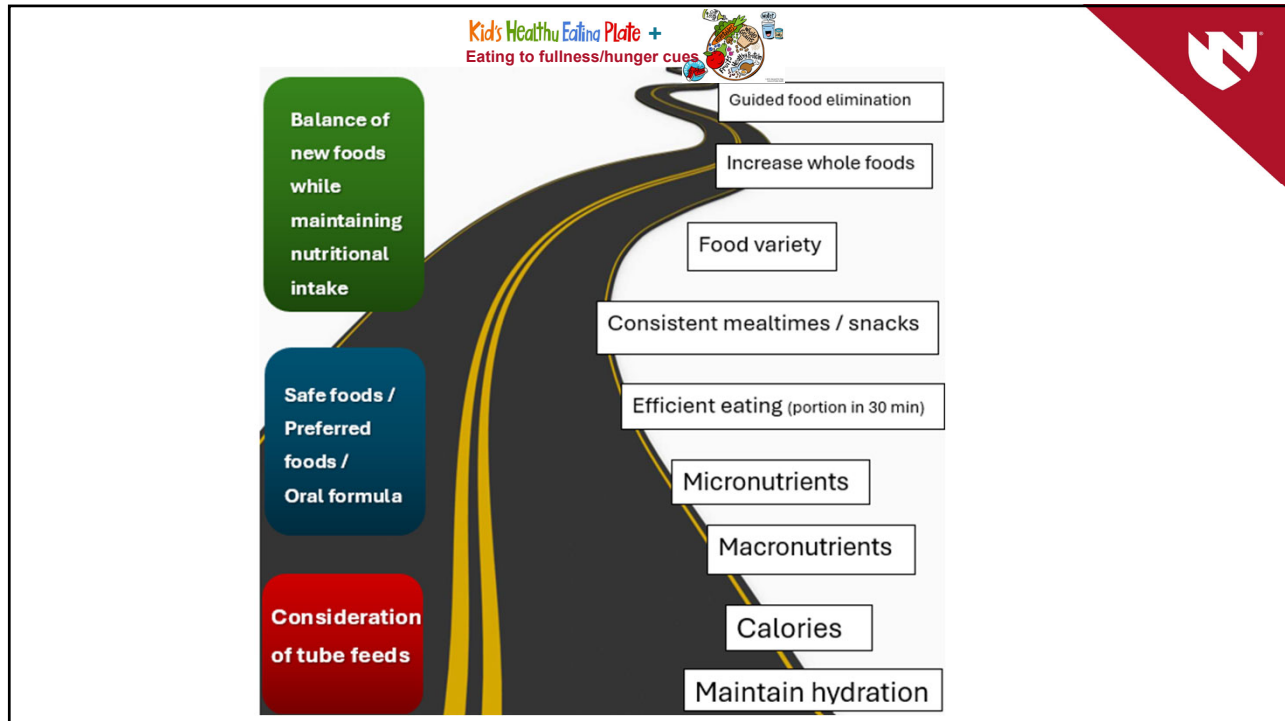 Kid's Healthy Eating Plate +
Eating to fullness/hunger cues
Guided food elimination
Balance of
new foods
while
maintaining
nutritional
intake
Increase whole foods
Food variety
Consistent mealtimes / snacks
Safe foods /
Preferred
foods /
Oral formula
Efficient eating (portion in 30 min)
Micronutrients
Macronutrients
Consideration
of tube feeds
Calories
Maintain hydration
N